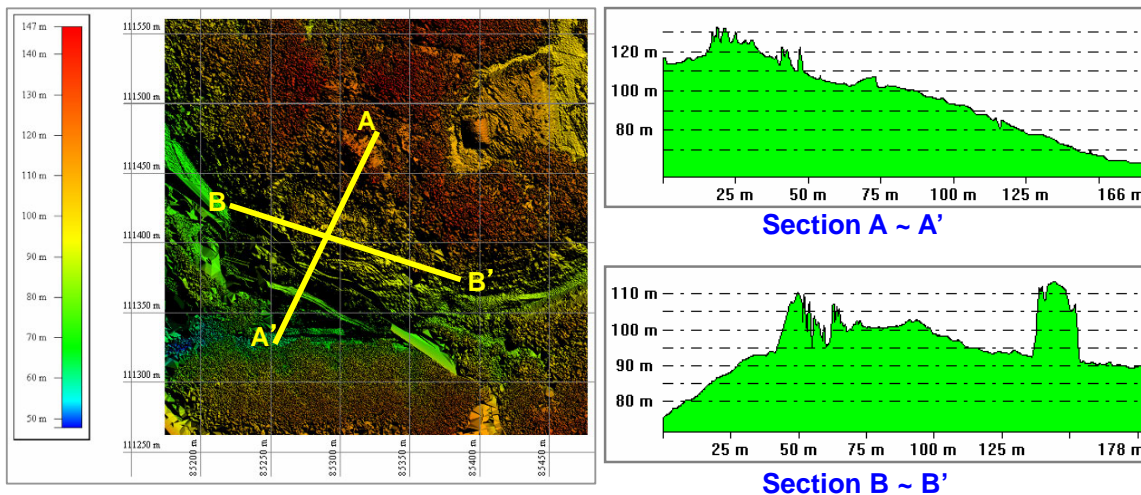 147 m
140 m
130 m
120 m
110 m
100 m
90 m
80 m
70 m
60 m
50 m
111550 m
111500 m
111450 m
111400 m
111350 m
111300 m
111250 m
85200 m
85250 m
85300 m
85350 m
85400 m
85450 m
A
B
B'
A'
120 m
100 m
80 m
25 m 50 m 75 m 100 m 125 m 166 m
Section A ~ A'
110 m
100 m
90 m
80 m
25 m 50 m 75 m 100 m 125 m 178 m
Section B ~ B'